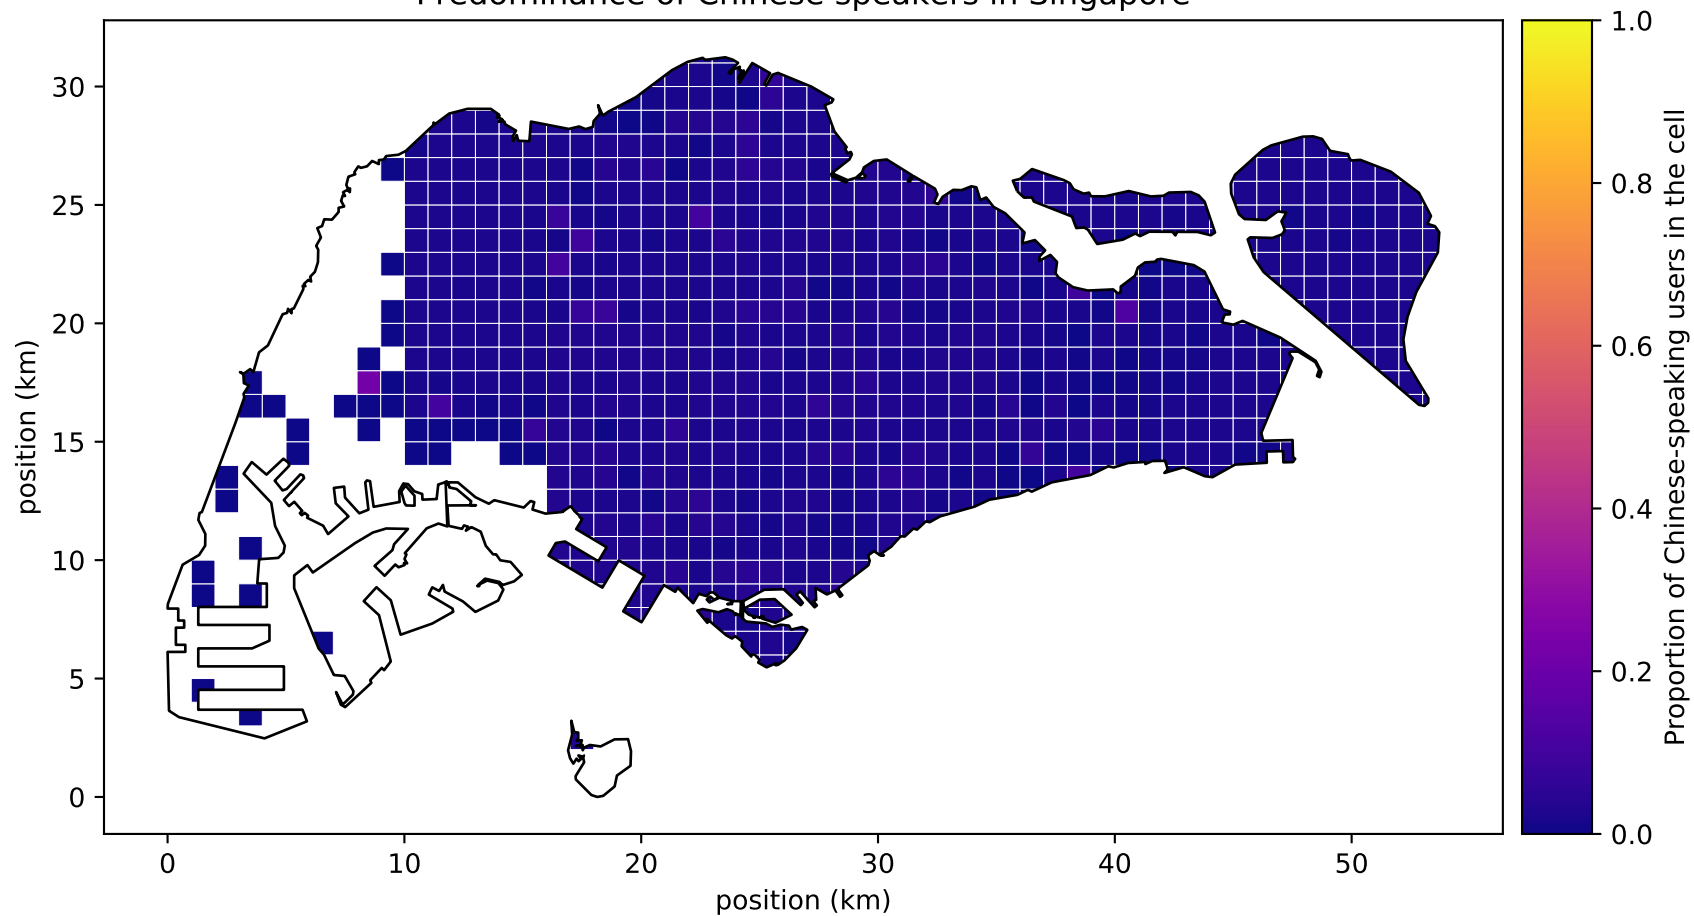 Predominance of Chinese speakers in Singapore
30
25
20
15
10
5
0
position (km)
0 10 20 30 40 50
position (km)
1.0
0.8
0.6
0.4
0.2
0.0
Proportion of Chinese-speaking users in the cell